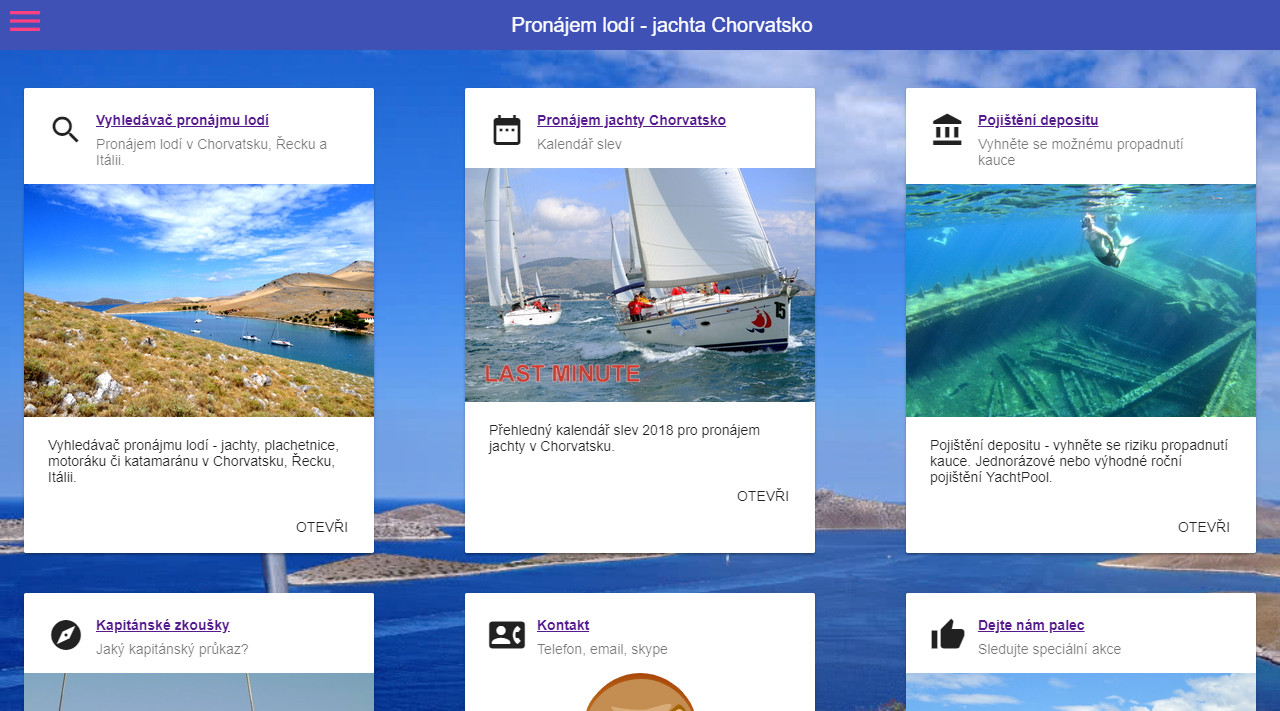 Pronájem lodí - jachta Chorvatsko
Vyhledávač pronájmu lodí
Pronájem lodí v Chorvatsku, Řecku a
Itálii.
Vyhledávač pronájmu lodí - jachty, plachetnice,
motoráku či katamaránu v Chorvatsku, Řecku,
Itálii.
OTEVŘI
Pronájem jachty Chorvatsko
Kalendář slev
15
LAST MINUTE
Přehledný kalendář slev 2018 pro pronájem
jachty v Chorvatsku.
OTEVŘI
Pojištění depositu
Vyhněte se možnému propadnutí
kauce
Pojištění depositu - vyhněte se riziku propadnutí
kauce. Jednorázové nebo výhodné roční
pojištění YachtPool.
OTEVŘI
Kapitánské zkoušky
Jaký kapitánský průkaz?
Kontakt
Telefon, email, skype
Dejte nám palec
Sledujte speciální akce